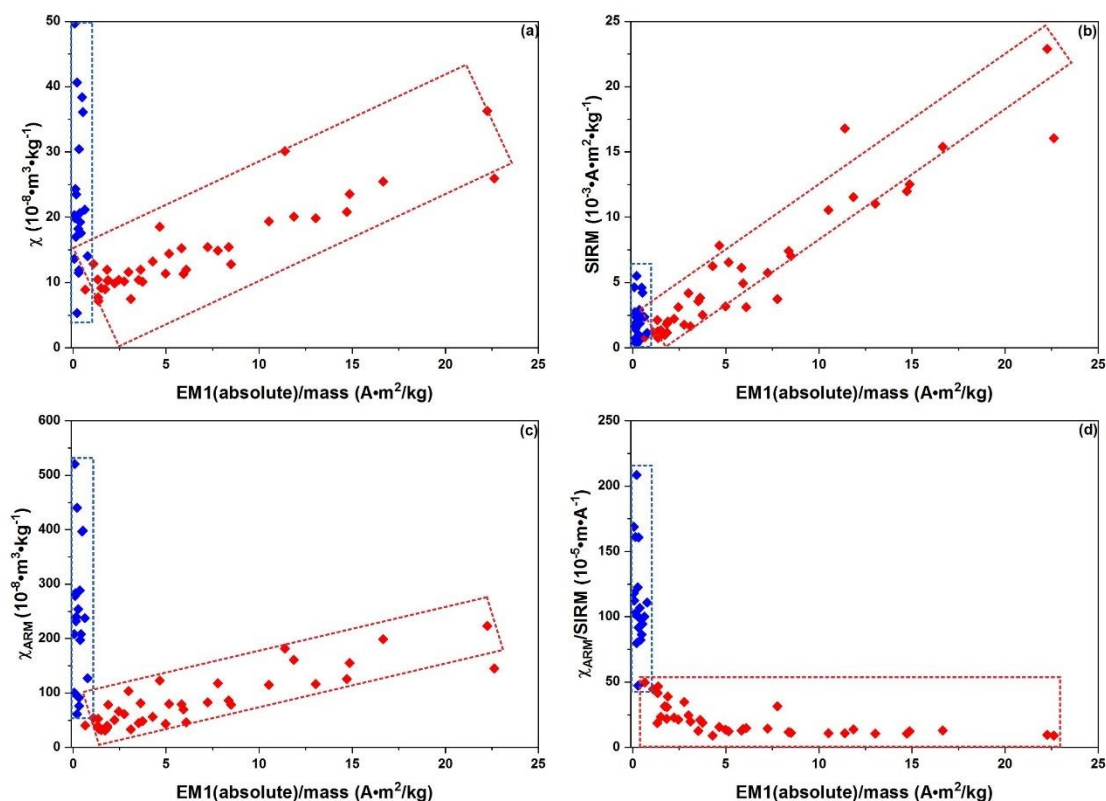 (a)
χ (10⁻⁸•m³•kg⁻¹)
50
40
30
20
10
0
0 5 10 15 20 25
EM1(absolute)/mass (A•m²/kg)
(b)
SIRM (10⁻³•A•m²•kg⁻¹)
25
20
15
10
5
0
0 5 10 15 20 25
EM1(absolute)/mass (A•m²/kg)
(c)
χARM (10⁻⁸•m³•kg⁻¹)
600
500
400
300
200
100
0
0 5 10 15 20 25
EM1(absolute)/mass (A•m²/kg)
(d)
χARM/SIRM (10⁻⁵•m•A⁻¹)
250
200
150
100
50
0
0 5 10 15 20 25
EM1(absolute)/mass (A•m²/kg)